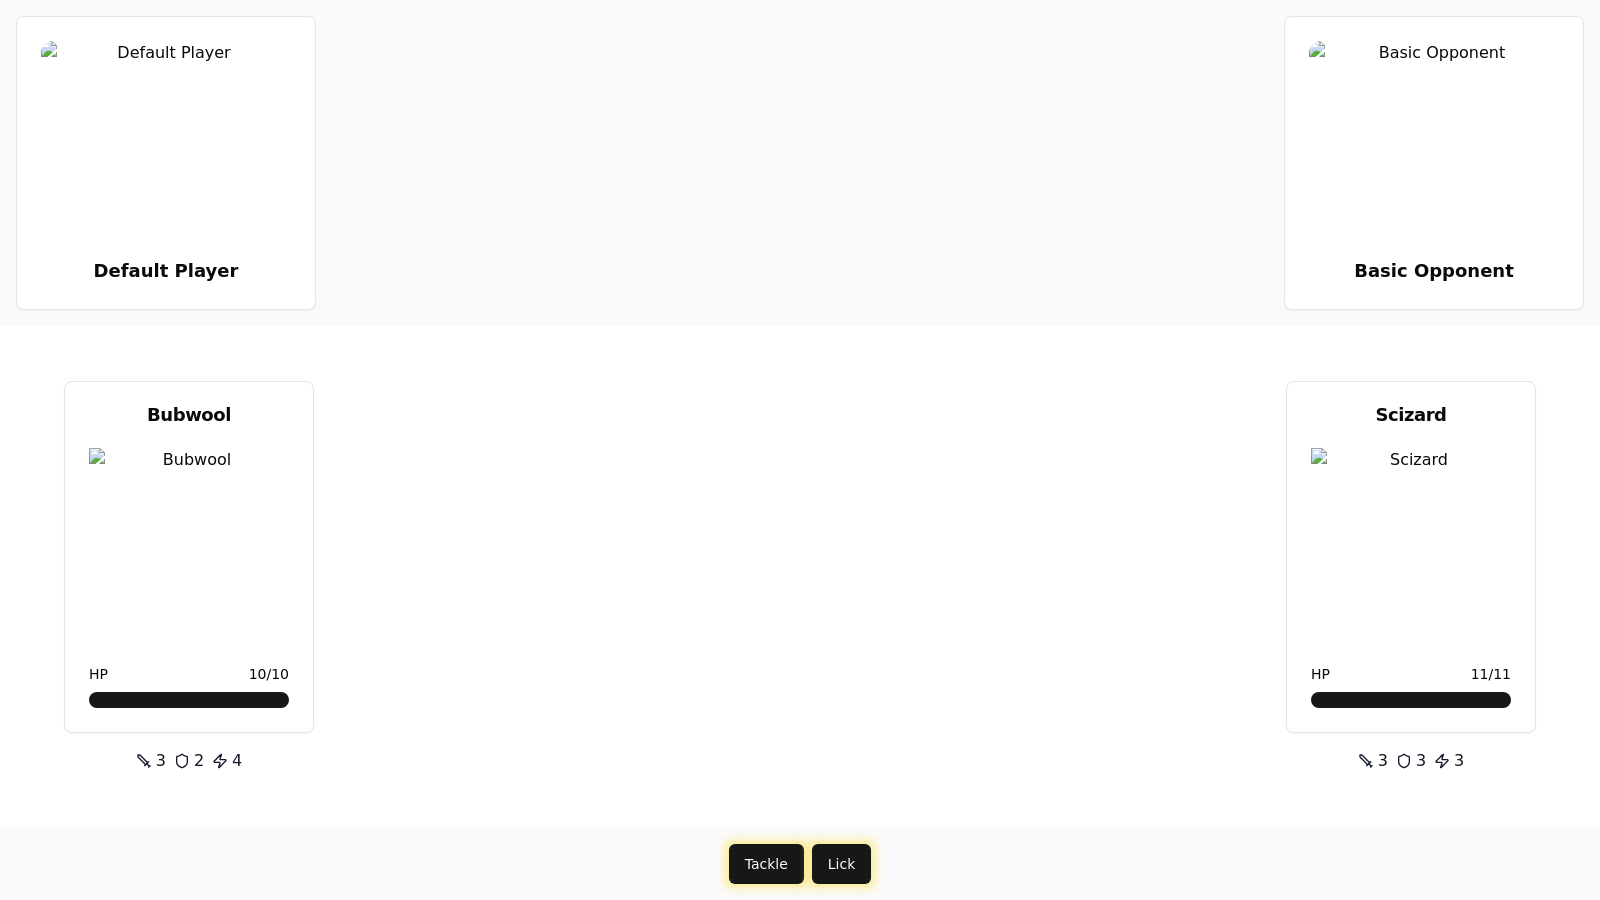 Default Player
Basic Opponent
Default Player
Basic Opponent
Bubwool
Scizard
Bubwool
Scizard
HP 10/10
HP 11/11
3 2 4
3 3 3
Tackle
Lick